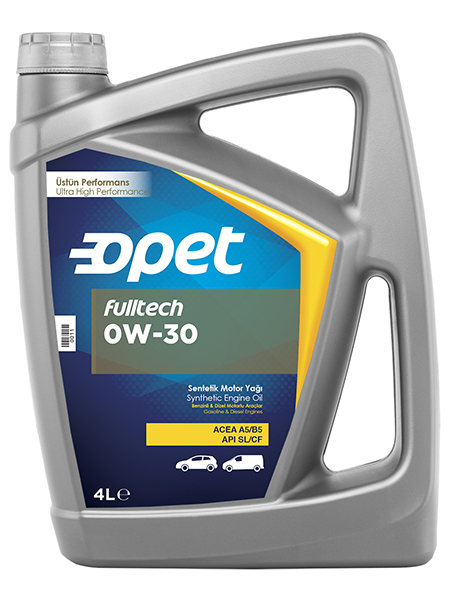 Üstün Performans
Ultra High Performance
opet
fulltech
0W-30
0011
Sentetik Motor Yağı
Synthetic Engine Oil
Benzinli & Dizel Motorlu Araçlar
Gasoline & Diesel Engines
ACEA A5/B5
API SL/CF
4L e